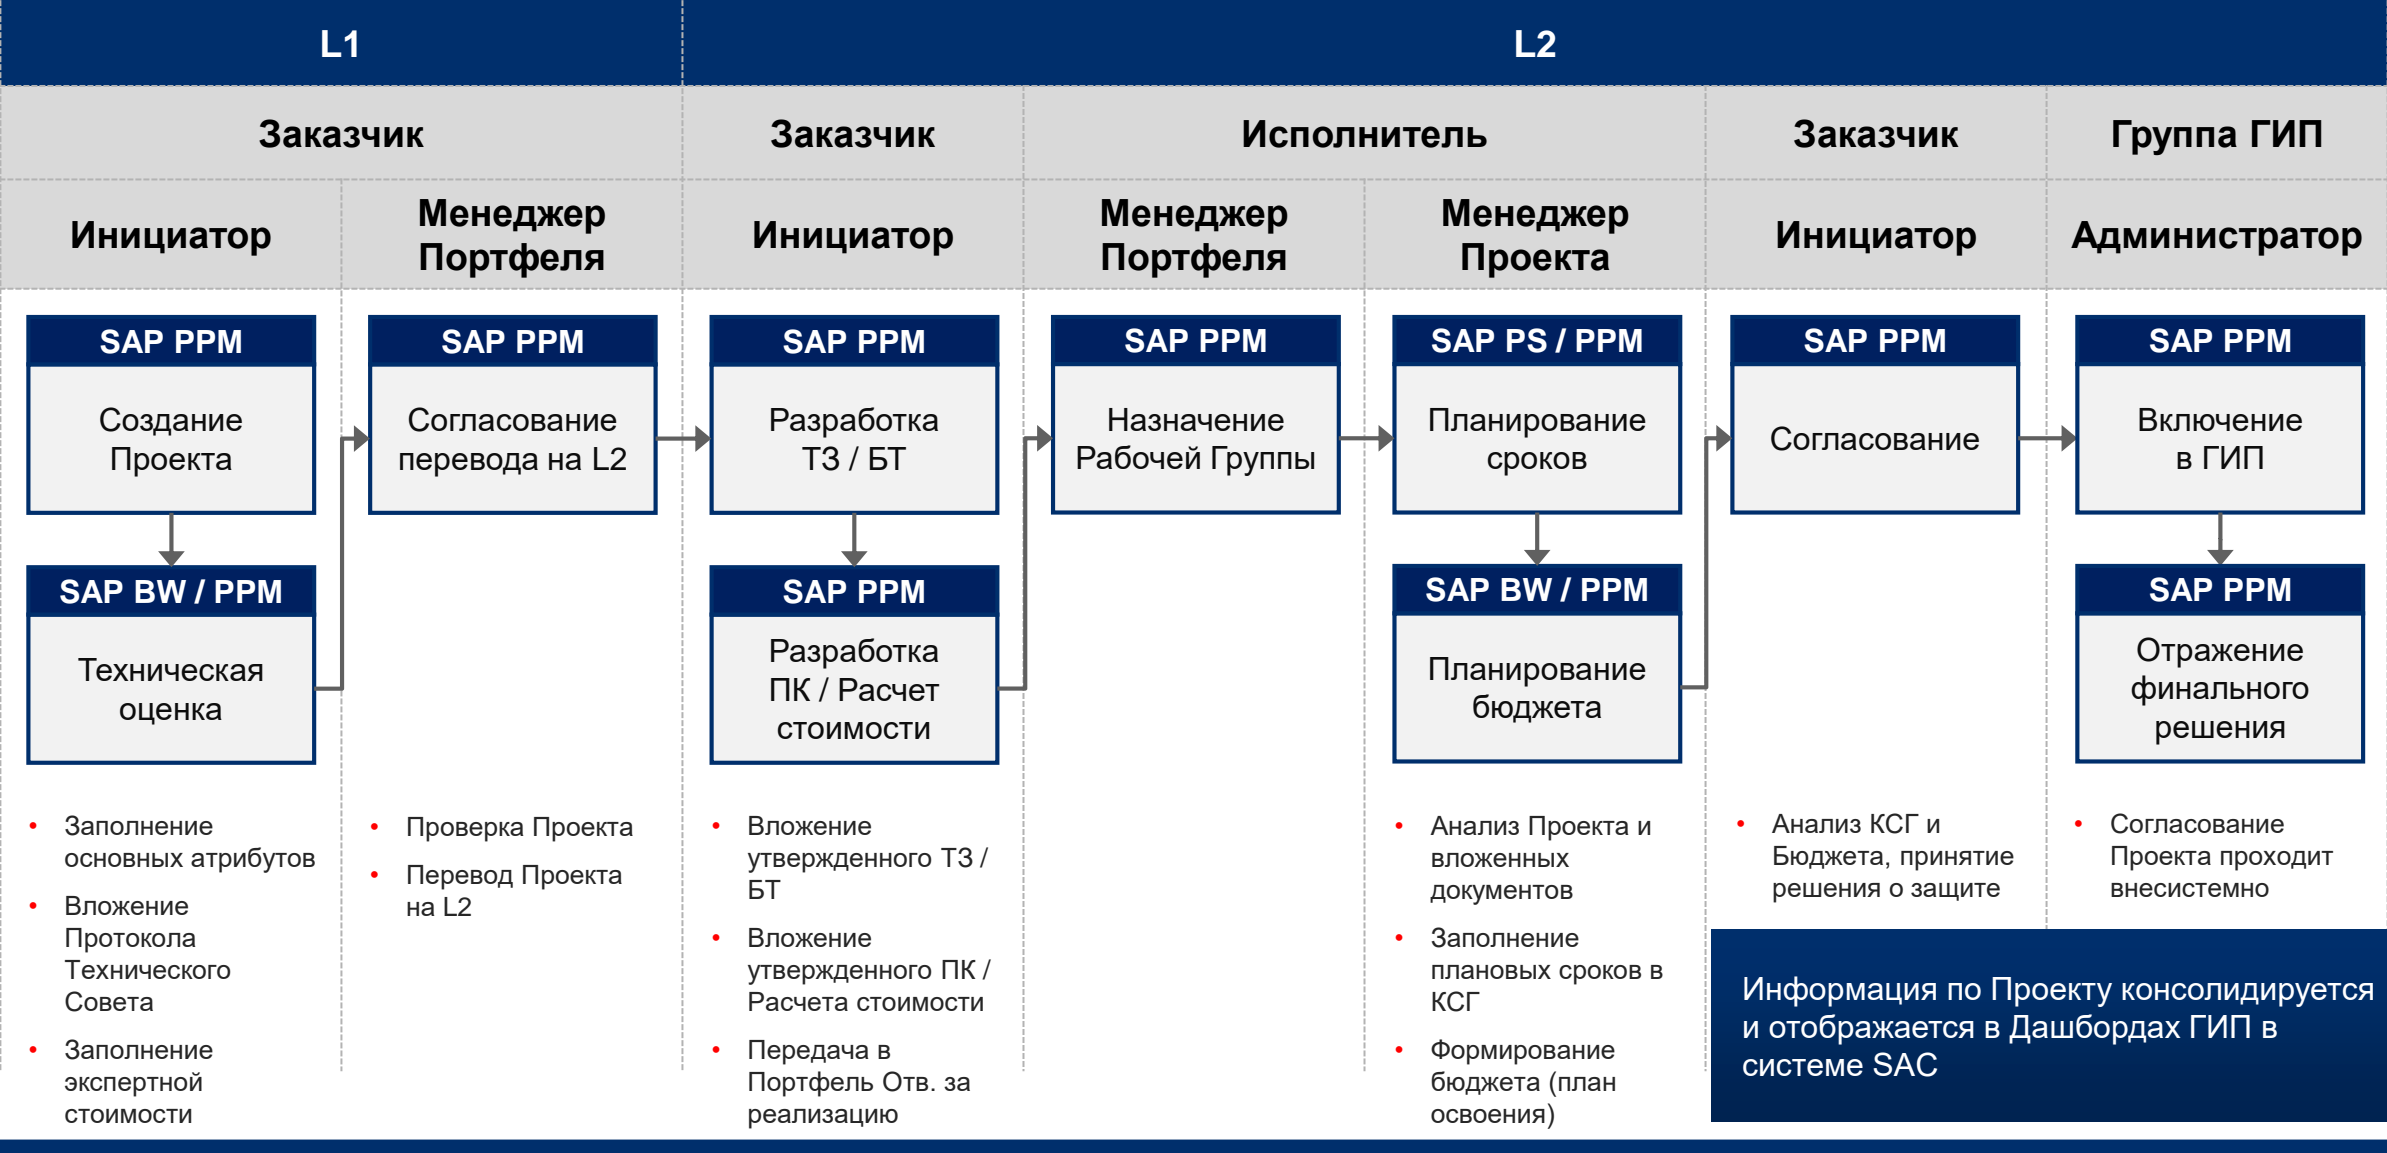 L1
L2
Заказчик
Заказчик
Исполнитель
Заказчик
Группа ГИП
Инициатор
Менеджер
Портфеля
Инициатор
Менеджер
Портфеля
Менеджер
Проекта
Инициатор
Администратор
SAP PPM
Создание
Проекта
SAP BW / PPM
Техническая
оценка
SAP PPM
Согласование
перевода на L2
SAP PPM
Разработка
ТЗ / БТ
SAP PPM
Разработка
ПК / Расчет
стоимости
SAP PPM
Назначение
Рабочей Группы
SAP PS / PPM
Планирование
сроков
SAP BW / PPM
Планирование
бюджета
SAP PPM
Согласование
SAP PPM
Включение
в ГИП
SAP PPM
Отражение
финального
решения
• Заполнение
основных атрибутов
• Вложение
Протокола
Технического
Совета
• Заполнение
экспертной
стоимости
• Проверка Проекта
• Перевод Проекта
на L2
• Вложение
утвержденного ТЗ /
БТ
• Вложение
утвержденного ПК /
Расчета стоимости
• Передача в
Портфель Отв. за
реализацию
• Анализ Проекта и
вложенных
документов
• Заполнение
плановых сроков в
КСГ
• Формирование
бюджета (план
освоения)
• Анализ КСГ и
Бюджета, принятие
решения о защите
• Согласование
Проекта проходит
внесистемно
Информация по Проекту консолидируется
и отображается в Дашбордах ГИП в
системе SAC